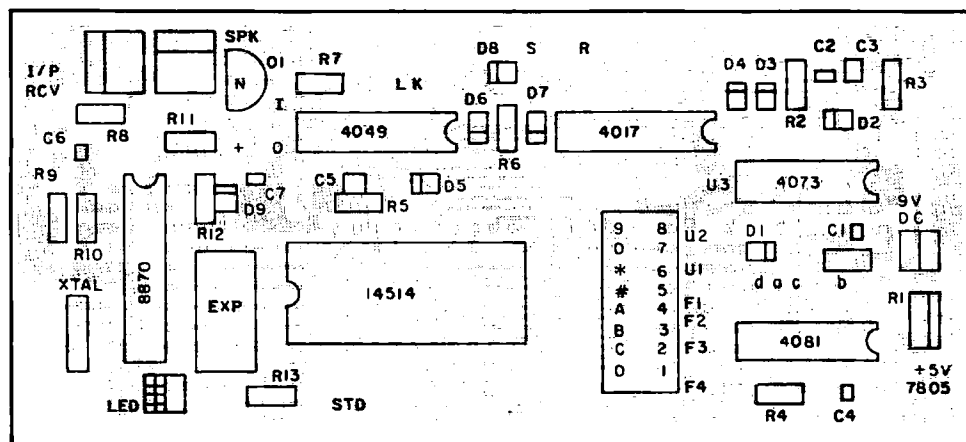 SPK
I/P
RCV
R8
R11
N
01
R7
I
O
+
LK
D8
S
R
D6
D7
R6
4049
4017
D4
D3
C2
C3
R2
R3
D2
C6
R9
R10
8870
R12
D9
C7
C5
R5
D5
U3
4073
9V
DC
XTAL
EXP
14514
9 8 U2
D 7
* 6 U1
# 5
A 4 F1
B 3 F2
C 2 F3
D 1 F4
D1
C1
d a c b
R1
4081
+5V
7805
LED
R13
STD
R4
C4